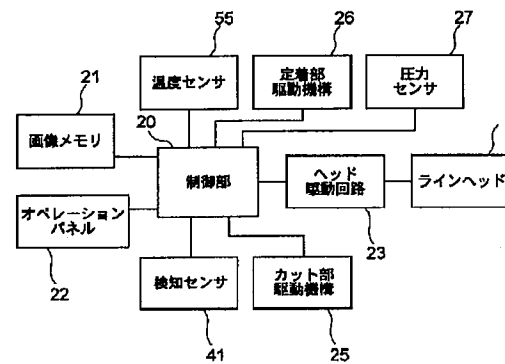 55
26
27
21
温度センサ
定着部
駆動機構
圧力
センサ
20
画像メモリ
制御部
ヘッド
駆動回路
ラインヘッド
オペレーション
パネル
23
22
検知センサ
カット部
駆動機構
41
25